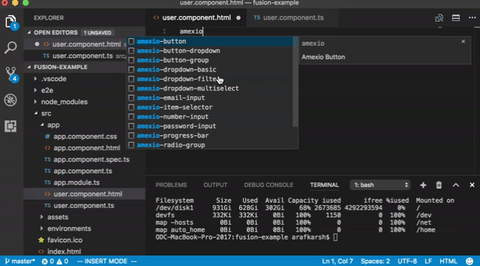 user.component.html — fusion-example
EXPLORER
OPEN EDITORS 1 UNSAVED
user.component.html
user.component.ts src...
FUSION-EXAMPLE
.vscode
e2e
node_modules
src
app
app.component.css
app.component.html
app.component.spec.ts
app.component.ts
app.module.ts
user.component.html
user.component.ts
assets
environments
favicon.ico
index.html
user.component.html
user.component.ts
1 amexio
amexio-button
amexio-button-dropdown
amexio-button-group
amexio-dropdown-basic
amexio-dropdown-filter
amexio-dropdown-multiselect
amexio-email-input
amexio-item-selector
amexio-number-input
amexio-password-input
amexio-progress-bar
amexio-radio-group
amexio
Amexio Button
PROBLEMS OUTPUT DEBUG CONSOLE TERMINAL 1: bash
Filesystem Size Used Avail Capacity iused ifree %iused Mounted on
/dev/disk1 931Gi 628Gi 302Gi 68% 2673685 4292293594 0% /
devfs 332Ki 332Ki 0Bi 100% 1150 0 100% /dev
map -hosts 0Bi 0Bi 0Bi 100% 0 0 100% /net
map auto_home 0Bi 0Bi 0Bi 100% 0 0 100% /home
ODC-MacBook-Pro-2017:fusion-example arafkarsh$
master* 0 0 -- INSERT MODE -- Ln 1, Col 7 Spaces: 2 UTF-8 LF HTML